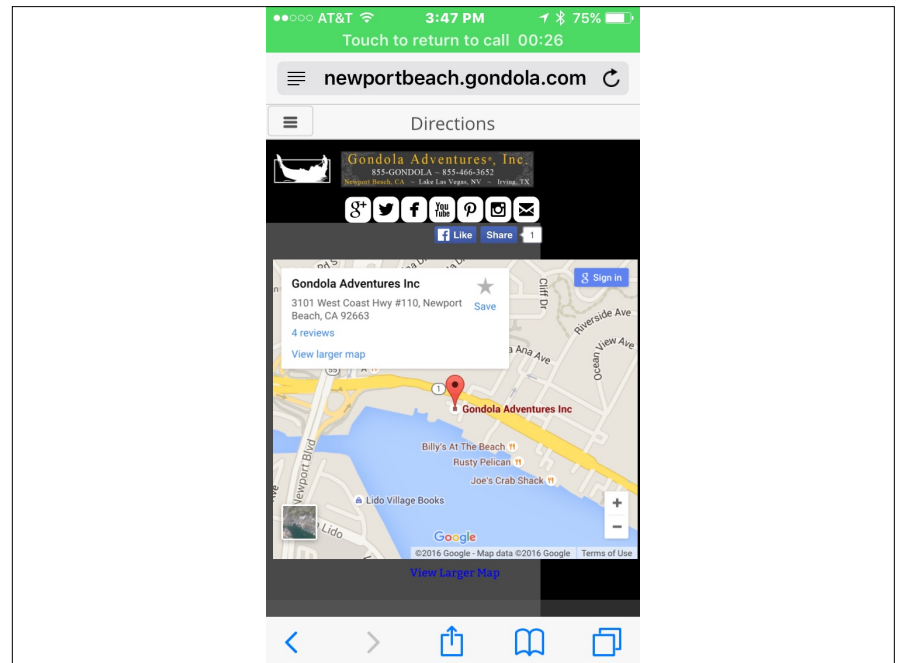 AT&T 3:47 PM 75%
Touch to return to call 00:26
newportbeach.gondola.com
Directions
Gondola Adventures®, Inc.
855-GONDOLA ~ 855-466-3652
Newport Beach, CA ~ Lake Las Vegas, NV ~ Irving, TX
g+ You Tube
Like Share 1
Gondola Adventures Inc
Save
3101 West Coast Hwy #110, Newport
Beach, CA 92663
4 reviews
View larger map
g Sign in
Cliff Dr
Riverside Ave
Ocean View Ave
a Ana Ave
55
1
Gondola Adventures Inc
Billy's At The Beach
Rusty Pelican
Joe's Crab Shack
Newport Blvd
Lido Village Books
Lido
+
−
Google
©2016 Google - Map data ©2016 Google Terms of Use
View Larger Map